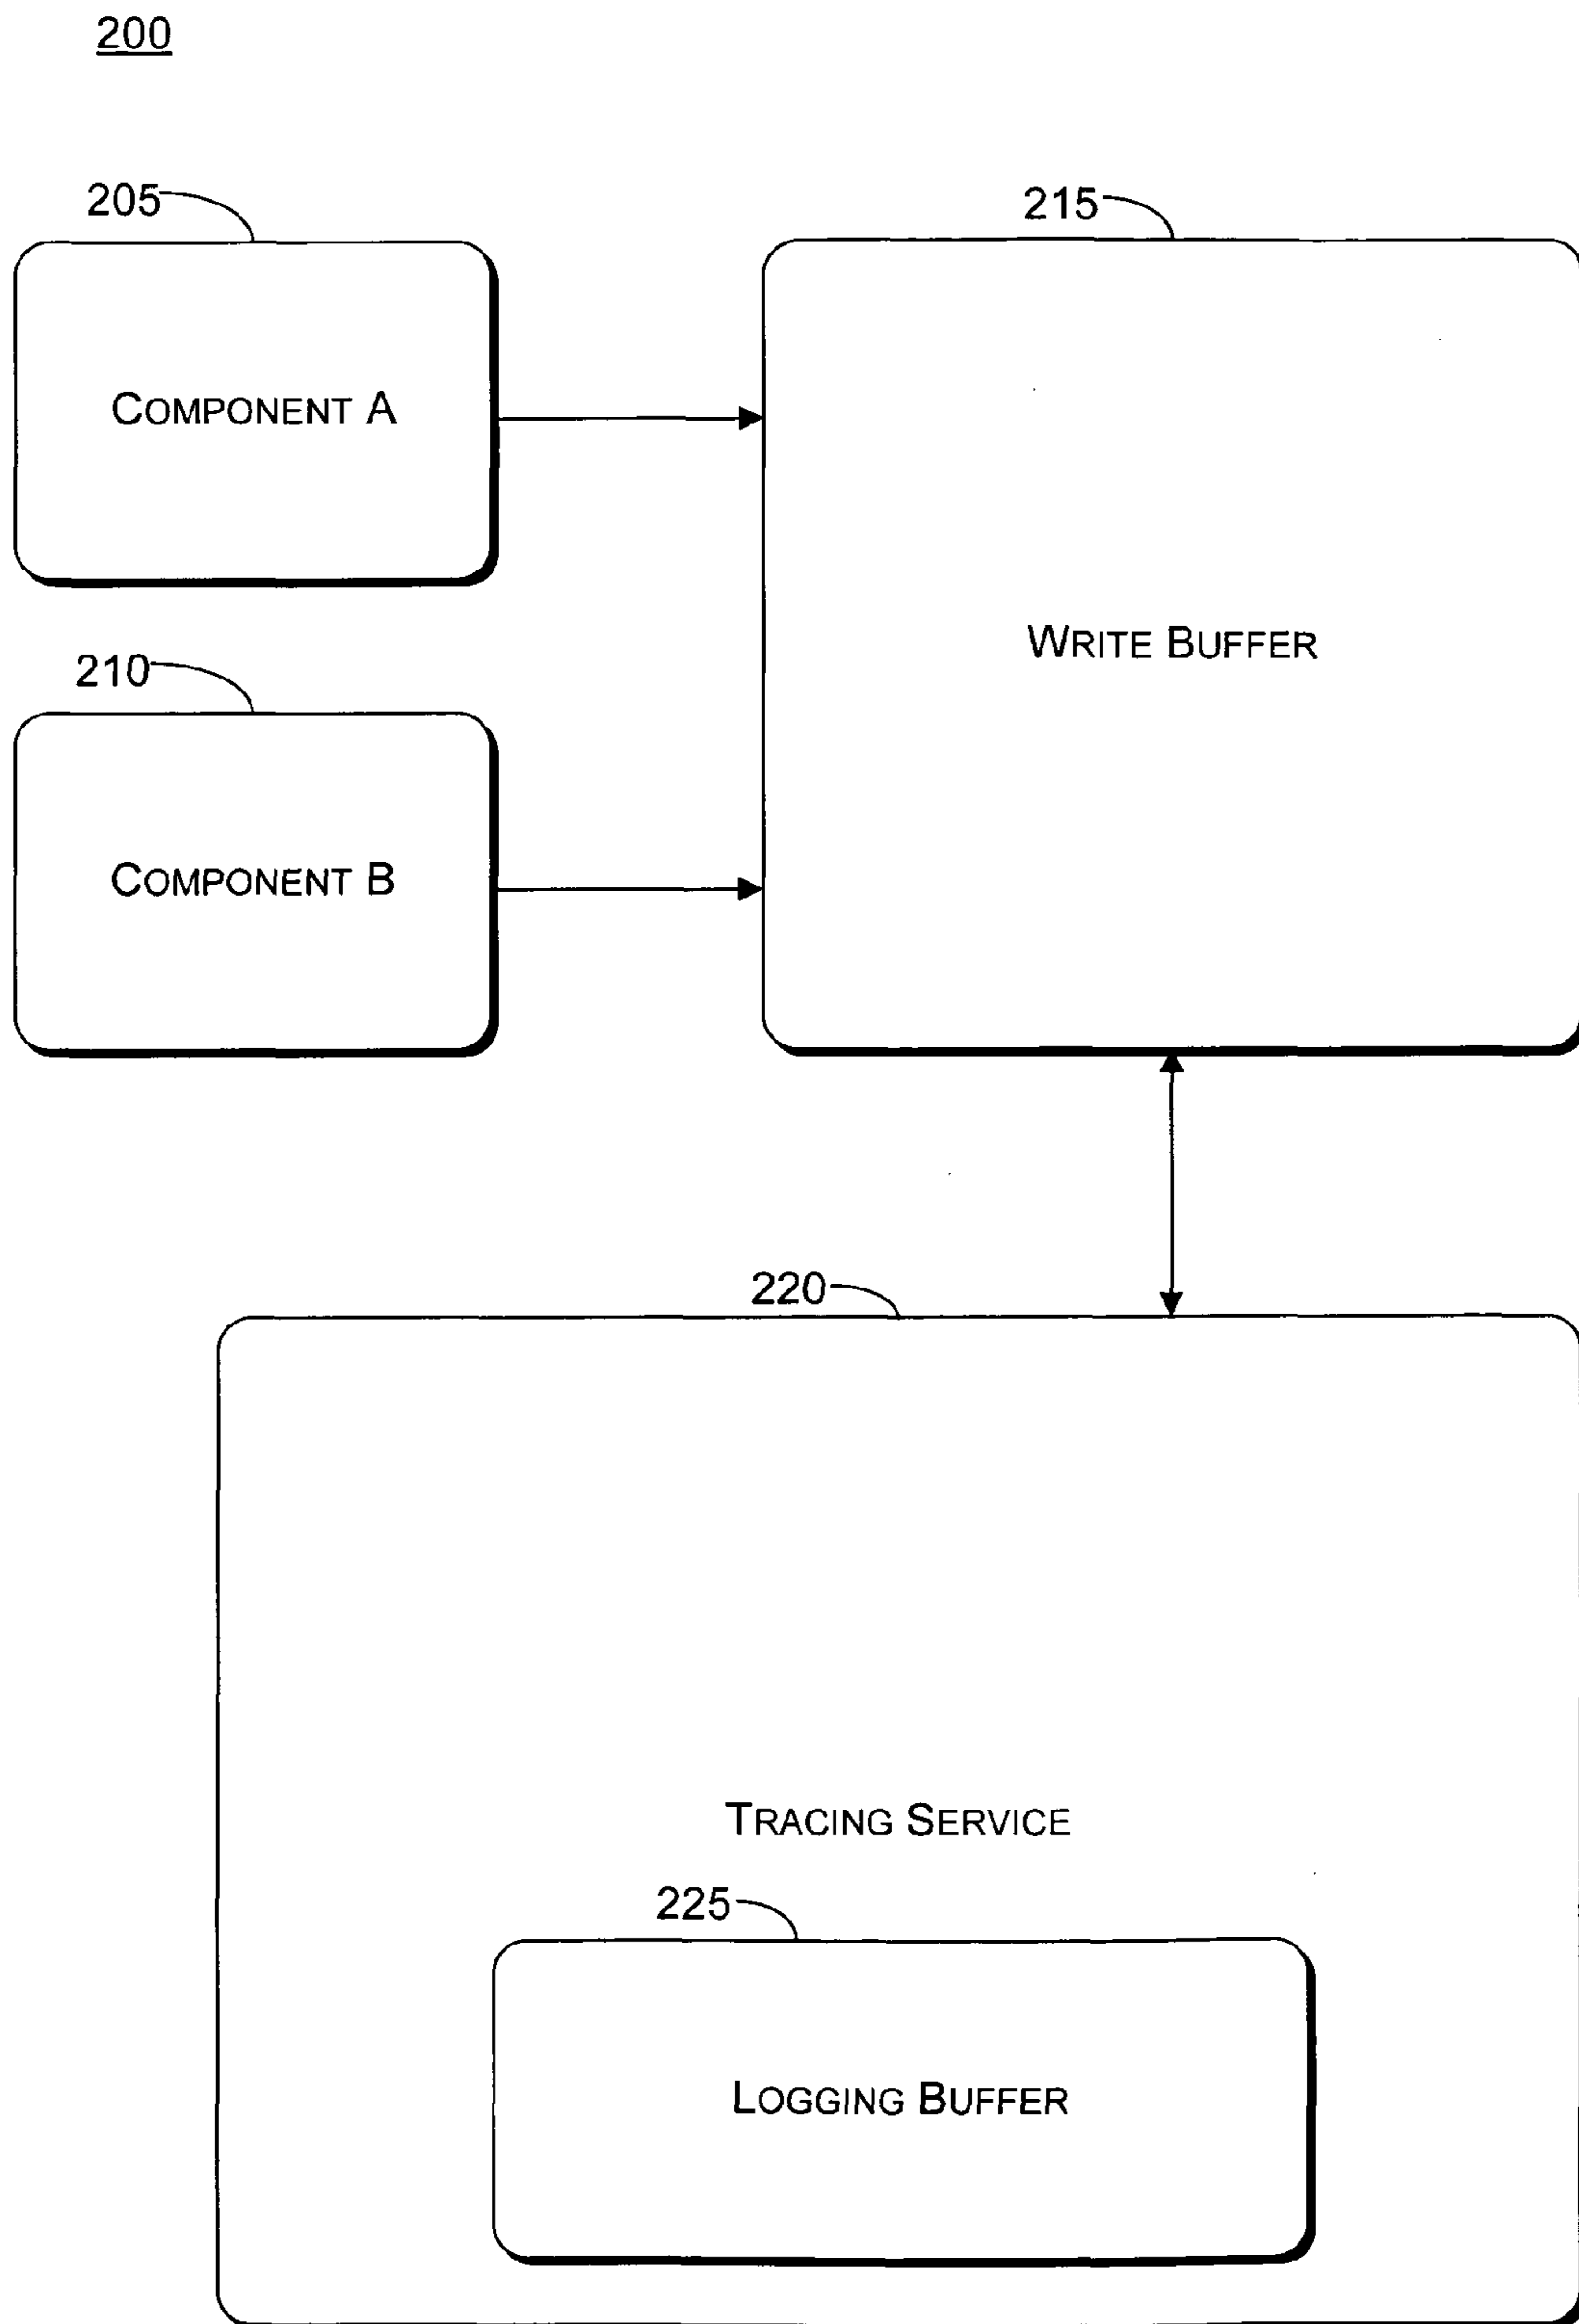 200
205
215
COMPONENT A
WRITE BUFFER
210
COMPONENT B
220
TRACING SERVICE
225
LOGGING BUFFER